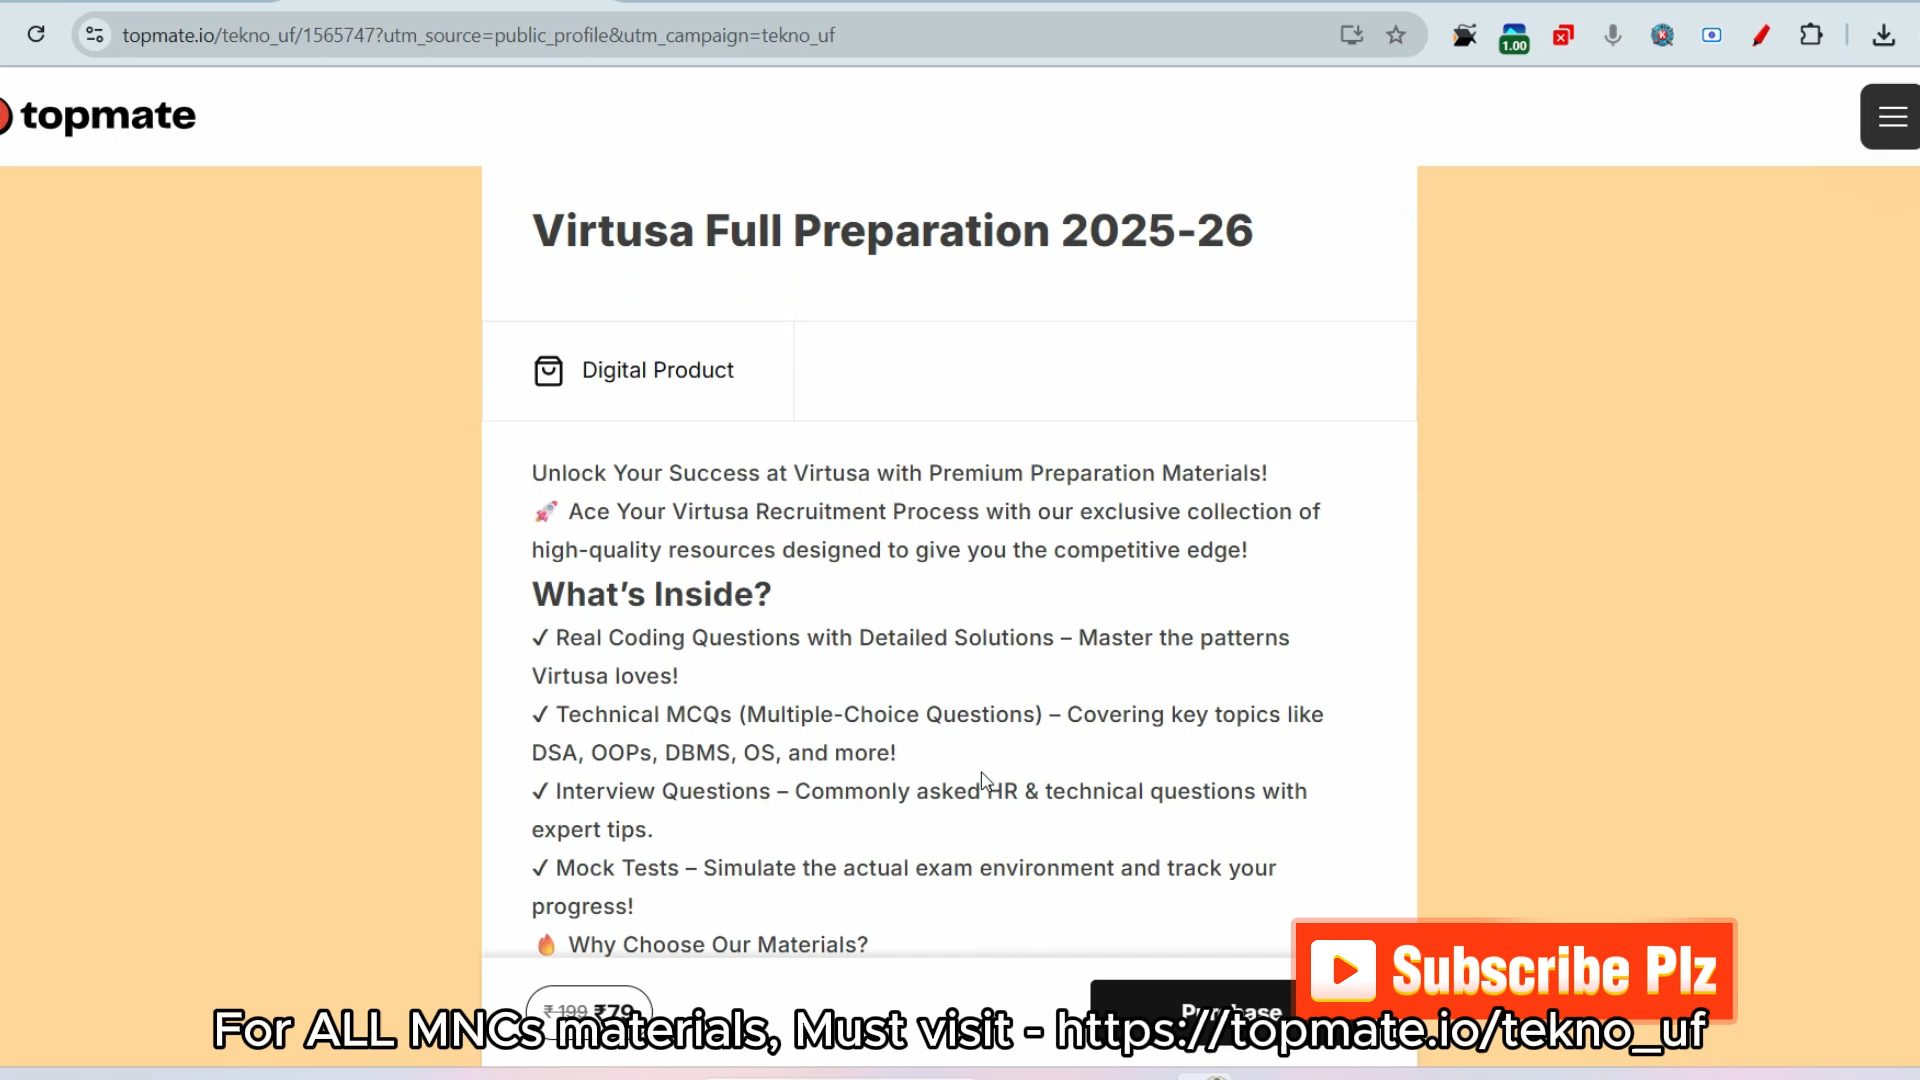 topmate.io/tekno_uf/1565747?utm_source=public_profile&utm_campaign=tekno_uf
1.00
topmate
Virtusa Full Preparation 2025-26
Digital Product
Unlock Your Success at Virtusa with Premium Preparation Materials!
🚀 Ace Your Virtusa Recruitment Process with our exclusive collection of
high-quality resources designed to give you the competitive edge!
What's Inside?
✓ Real Coding Questions with Detailed Solutions – Master the patterns
Virtusa loves!
✓ Technical MCQs (Multiple-Choice Questions) – Covering key topics like
DSA, OOPs, DBMS, OS, and more!
✓ Interview Questions – Commonly asked HR & technical questions with
expert tips.
✓ Mock Tests – Simulate the actual exam environment and track your
progress!
🔥 Why Choose Our Materials?
Subscribe Plz
₹199 ₹79
Purchase
For ALL MNCs materials, Must visit - https://topmate.io/tekno_uf